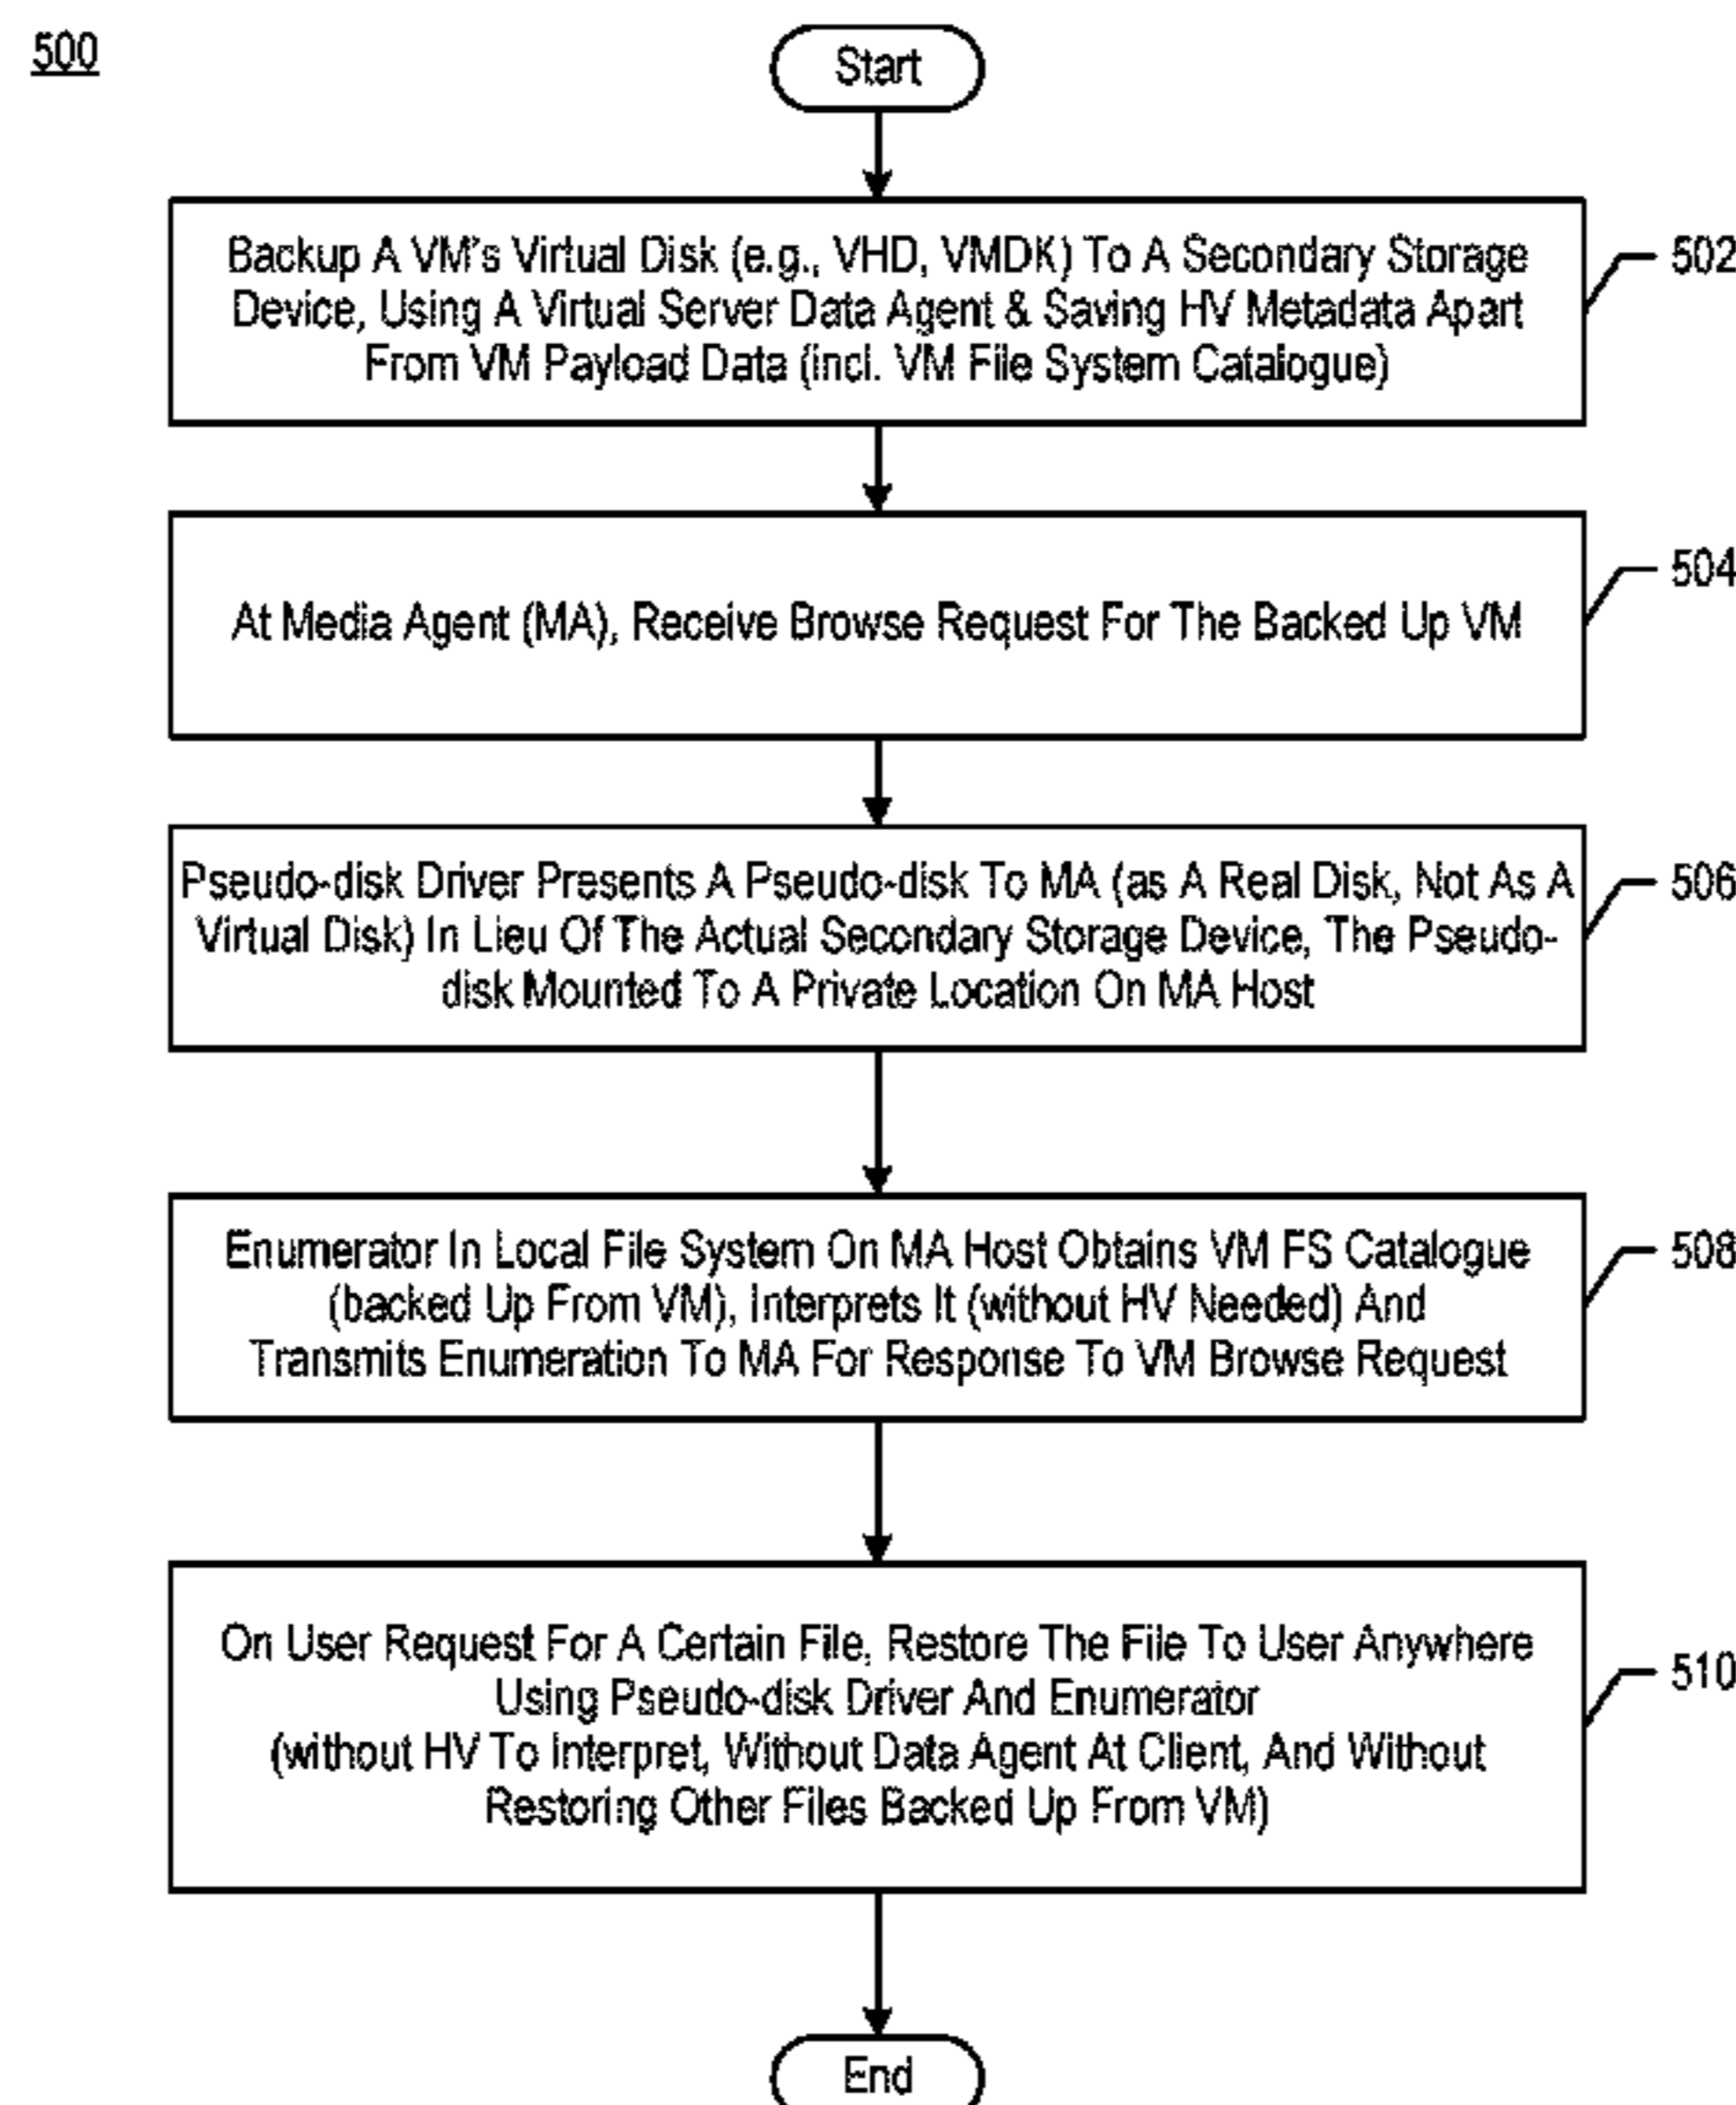 500
Start
Backup A VM's Virtual Disk (e.g., VHD, VMDK) To A Secondary Storage
Device, Using A Virtual Server Data Agent & Saving HV Metadata Apart
From VM Payload Data (incl. VM File System Catalogue)
502
At Media Agent (MA), Receive Browse Request For The Backed Up VM
504
Pseudo-disk Driver Presents A Pseudo-disk To MA (as A Real Disk, Not As A
Virtual Disk) In Lieu Of The Actual Secondary Storage Device, The Pseudo-
disk Mounted To A Private Location On MA Host
506
Enumerator In Local File System On MA Host Obtains VM FS Catalogue
(backed Up From VM), Interprets It (without HV Needed) And
Transmits Enumeration To MA For Response To VM Browse Request
508
On User Request For A Certain File, Restore The File To User Anywhere
Using Pseudo-disk Driver And Enumerator
(without HV To Interpret, Without Data Agent At Client, And Without
Restoring Other Files Backed Up From VM)
510
End